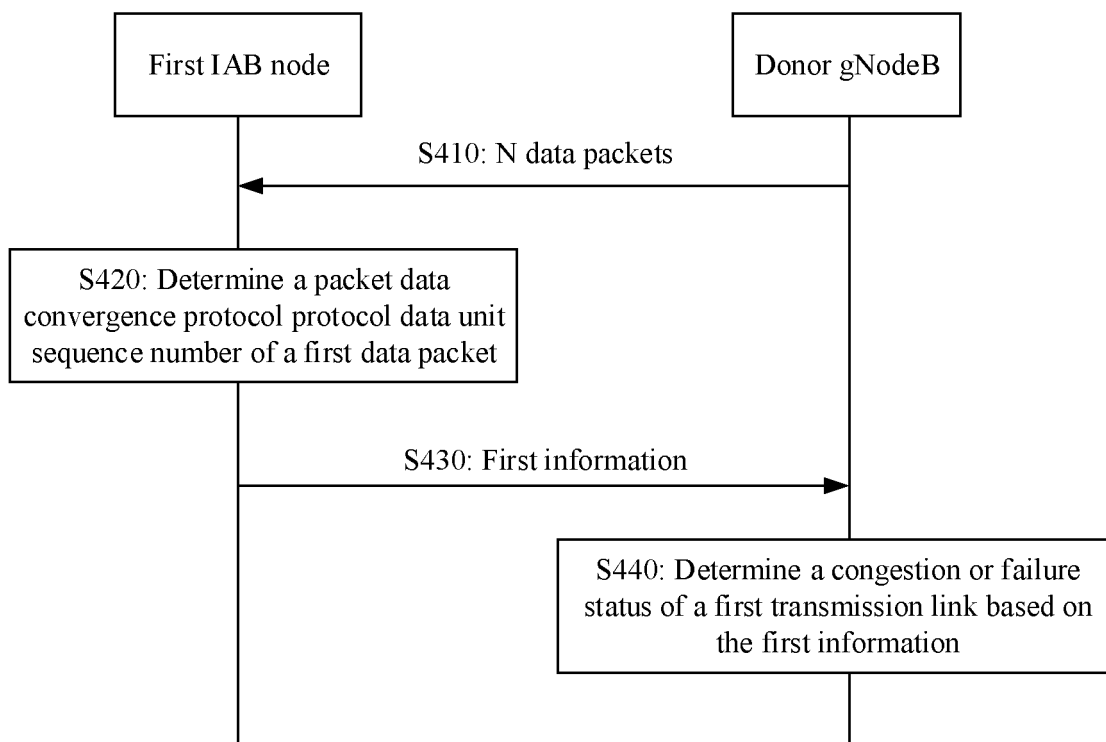 First IAB node
Donor gNodeB
S410: N data packets
S420: Determine a packet data
convergence protocol protocol data unit
sequence number of a first data packet
S430: First information
S440: Determine a congestion or failure
status of a first transmission link based on
the first information